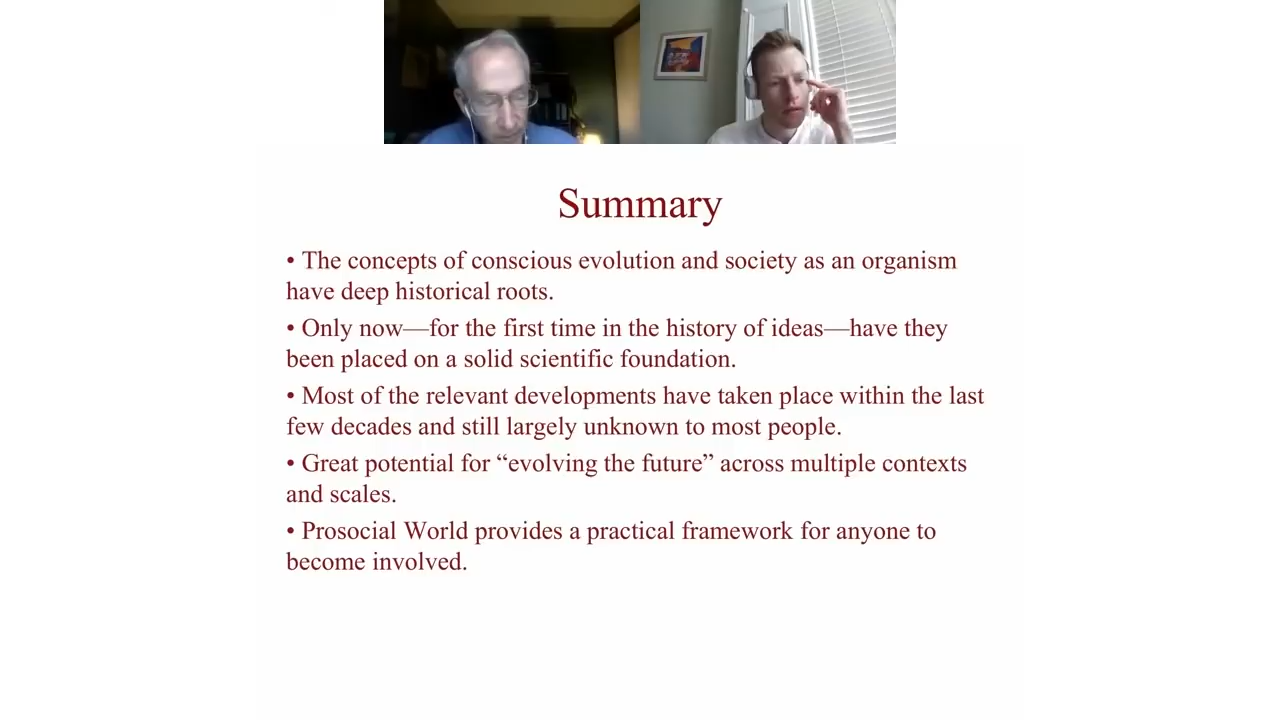 Summary
• The concepts of conscious evolution and society as an organism
have deep historical roots.
• Only now—for the first time in the history of ideas—have they
been placed on a solid scientific foundation.
• Most of the relevant developments have taken place within the last
few decades and still largely unknown to most people.
• Great potential for “evolving the future” across multiple contexts
and scales.
• Prosocial World provides a practical framework for anyone to
become involved.